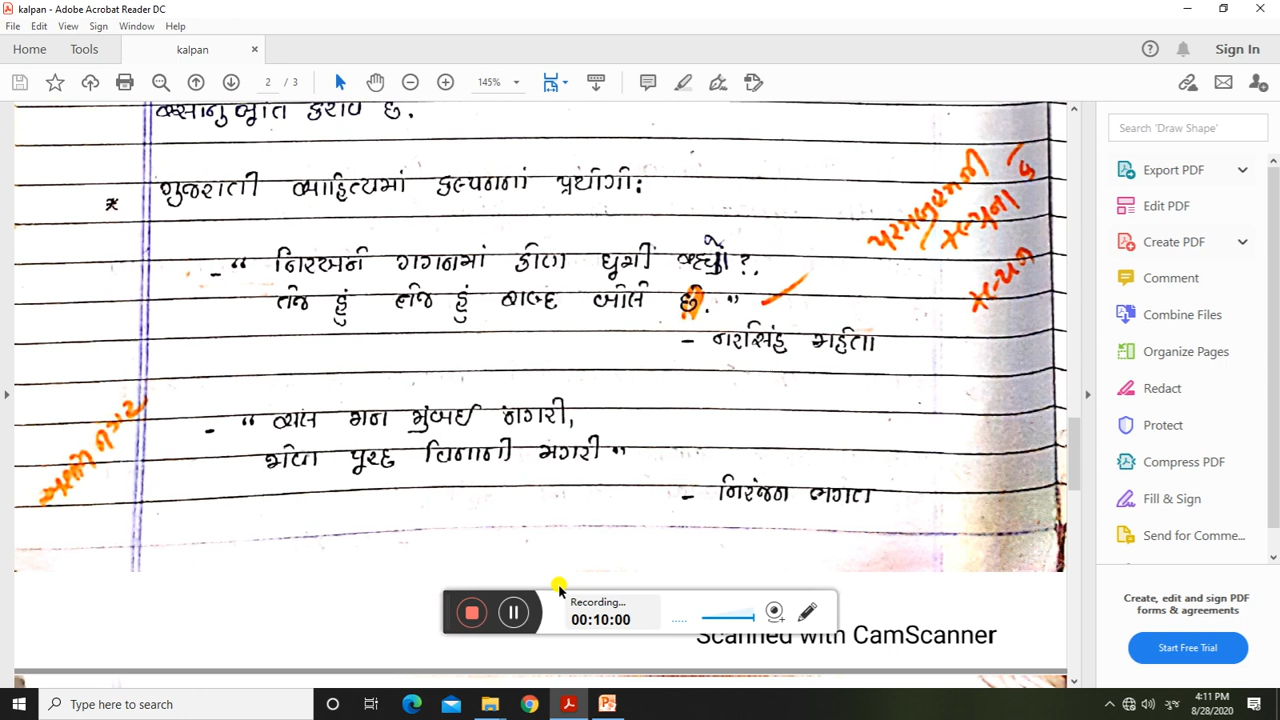 kalpan - Adobe Acrobat Reader DC
File Edit View Sign Window Help
Home Tools kalpan × Sign In
2 / 3 145%
કરાવે છે.
* ગુજરાતી સાહિત્યમાં કલ્પનનાં પ્રયોગો:
- " નિરખને ગગનમાં કોણ ઘૂમી રહ્યો ?
તેજ હું તેજ હું શબ્દ બોલે છે. "
- નરસિંહ મહેતા
- " ચાલ મન મુંબઈ નગરી,
જોવા પૂચ્છ વિનાની મગરી "
- નિરંજન ભગત
Scanned with CamScanner
Recording...
00:10:00
Search 'Draw Shape'
Export PDF
Edit PDF
Create PDF
Comment
Combine Files
Organize Pages
Redact
Protect
Compress PDF
Fill & Sign
Send for Comme...
Create, edit and sign PDF
forms & agreements
Start Free Trial
Type here to search
4:11 PM
8/28/2020